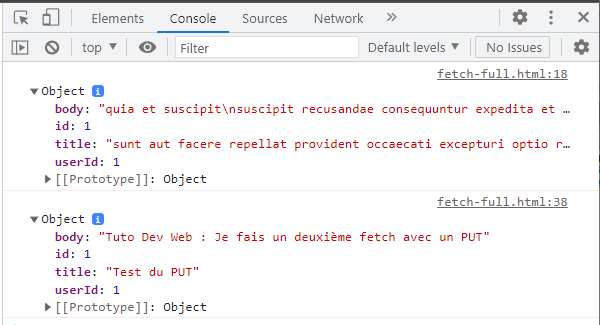 Elements Console Sources Network
top Filter Default levels No Issues
fetch-full.html:18
Object i
body: "quia et suscipit\nsuscipit recusandae consequuntur expedita et …
id: 1
title: "sunt aut facere repellat provident occaecati excepturi optio r…
userId: 1
[[Prototype]]: Object
fetch-full.html:38
Object i
body: "Tuto Dev Web : Je fais un deuxième fetch avec un PUT"
id: 1
title: "Test du PUT"
userId: 1
[[Prototype]]: Object